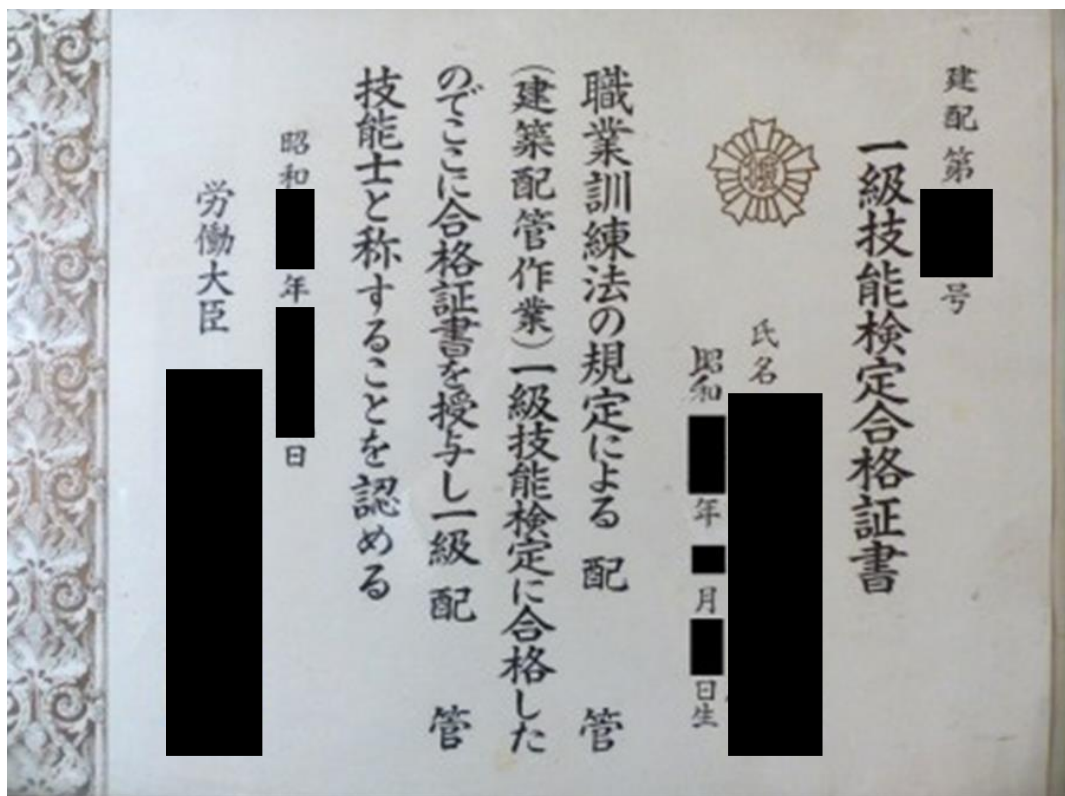 建配第 号
一級技能検定合格証書
氏名
昭和 年 月 日生
技
職業訓練法の規定による 配 管
(建築配管作業)一級技能検定に合格した
のでここに合格証書を授与し一級 配 管
技能士と称することを認める
昭和 年 日
労働大臣